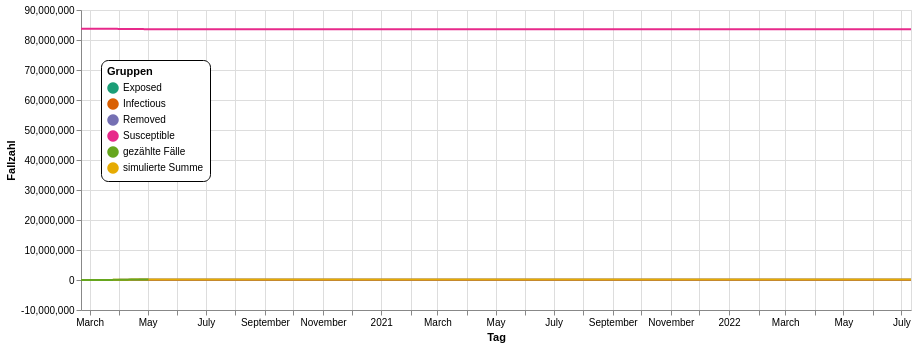 90,000,000
80,000,000
70,000,000
60,000,000
50,000,000
40,000,000
30,000,000
20,000,000
10,000,000
0
-10,000,000
Fallzahl
Gruppen
Exposed
Infectious
Removed
Susceptible
gezählte Fälle
simulierte Summe
March May July September November 2021 March May July September November 2022 March May July
Tag